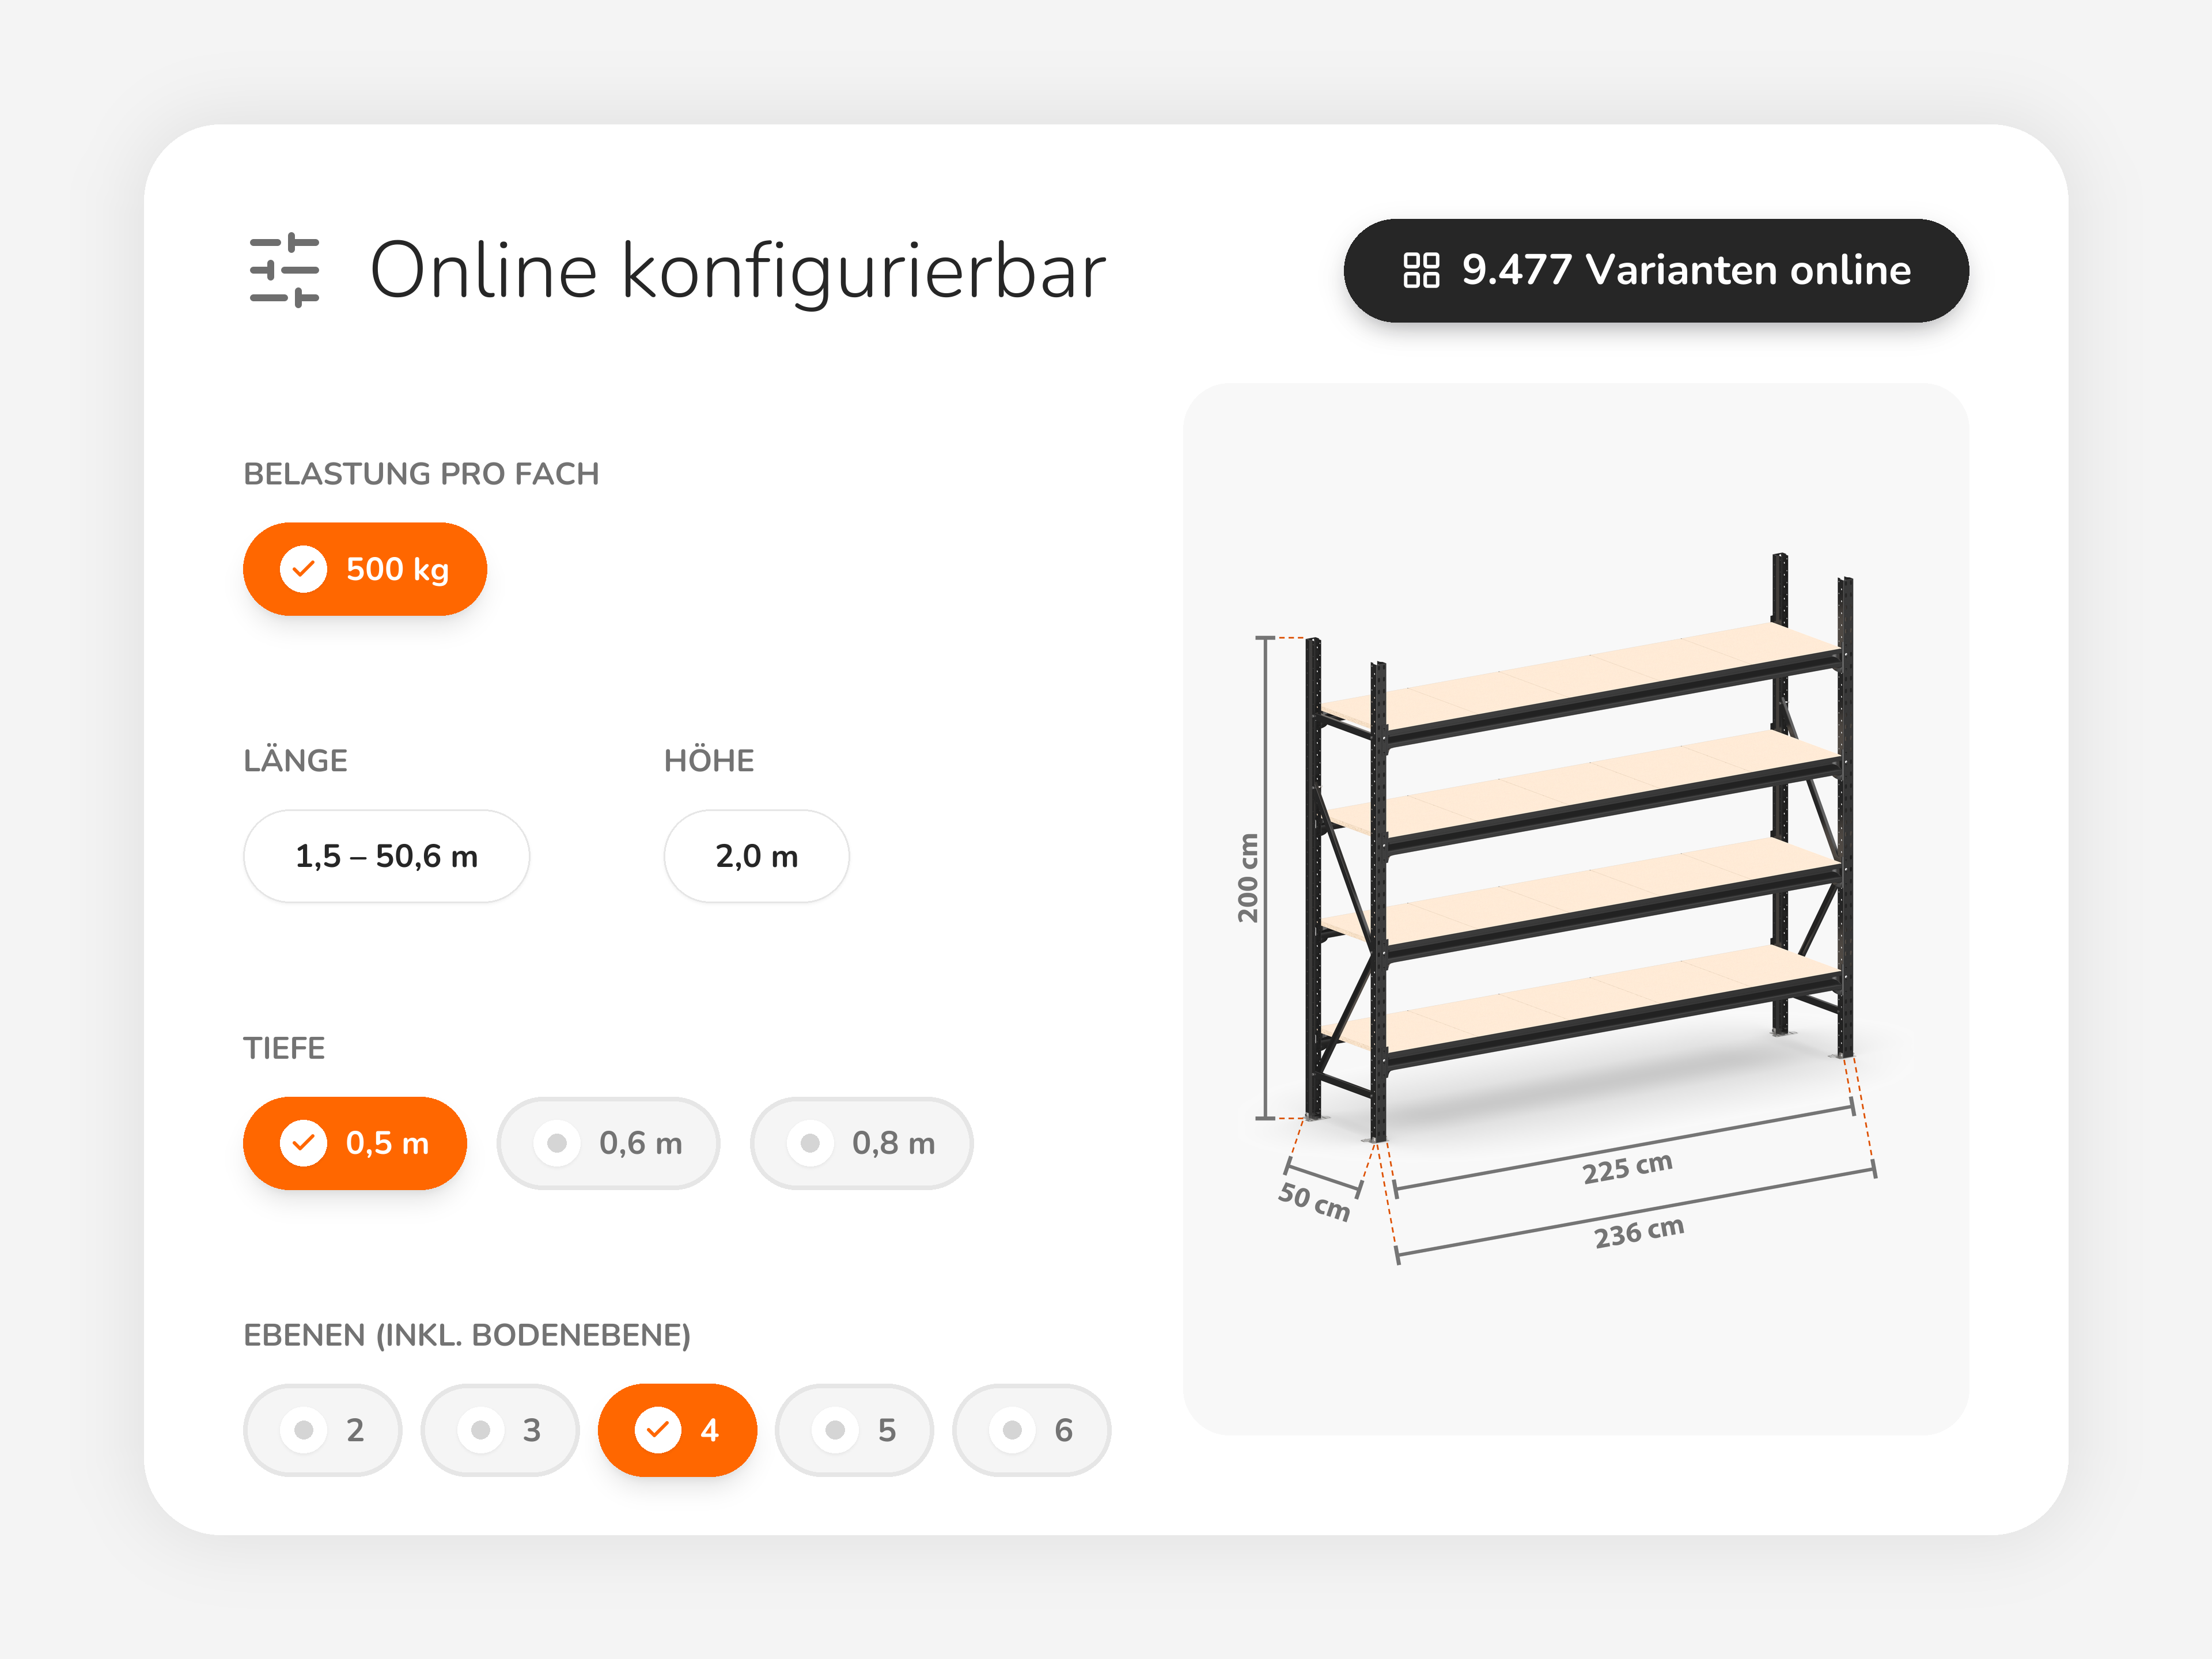 Online konfigurierbar
9.477 Varianten online
BELASTUNG PRO FACH
500 kg
LÄNGE
HÖHE
1,5 – 50,6 m
2,0 m
TIEFE
0,5 m
0,6 m
0,8 m
EBENEN (INKL. BODENEBENE)
2
3
4
5
6
200 cm
50 cm
225 cm
236 cm